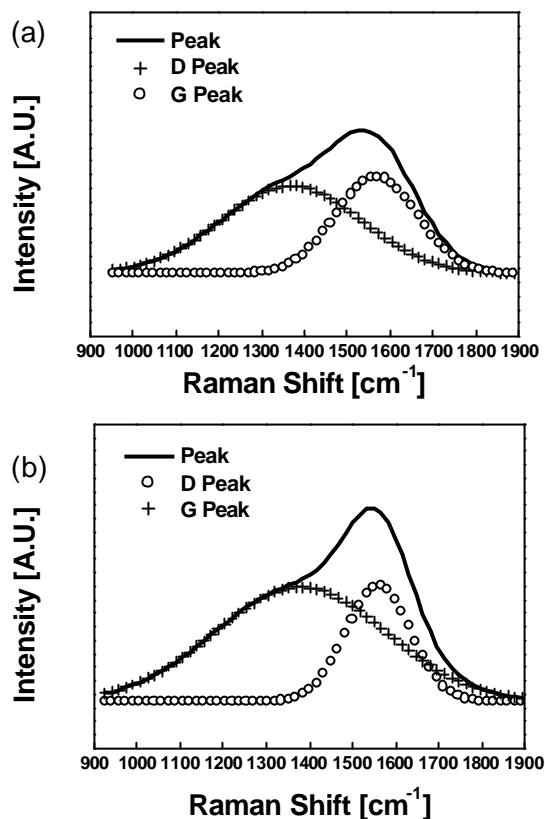 (a)
Peak
D Peak
G Peak
Intensity [A.U.]
900 1000 1100 1200 1300 1400 1500 1600 1700 1800 1900
Raman Shift [cm⁻¹]
(b)
Peak
D Peak
G Peak
Intensity [A.U.]
900 1000 1100 1200 1300 1400 1500 1600 1700 1800 1900
Raman Shift [cm⁻¹]